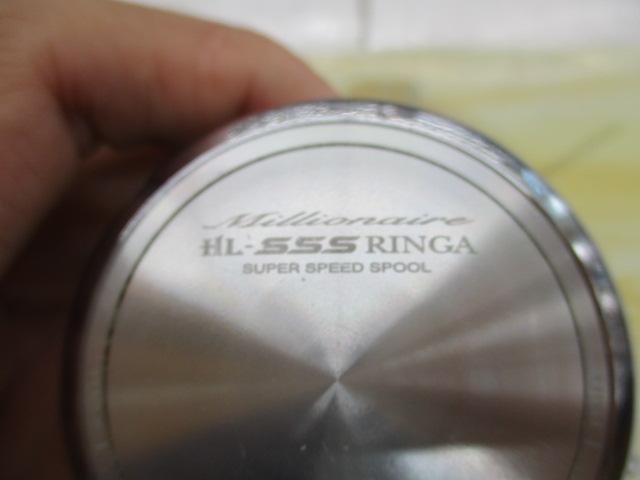 Millionaire
HL-SSS RINGA
SUPER SPEED SPOOL